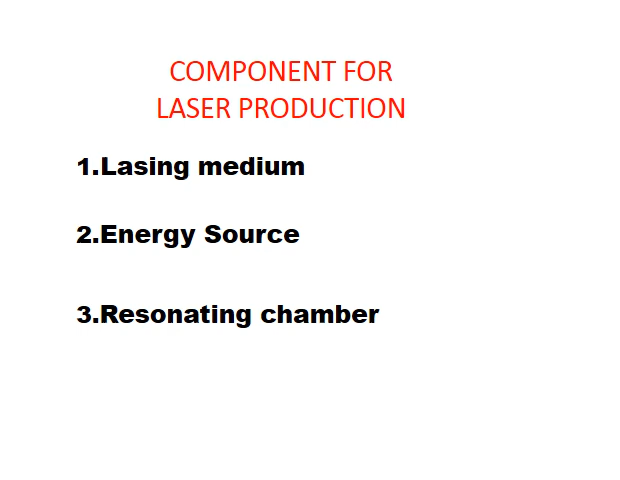 COMPONENT FOR
LASER PRODUCTION
1.Lasing medium
2.Energy Source
3.Resonating chamber